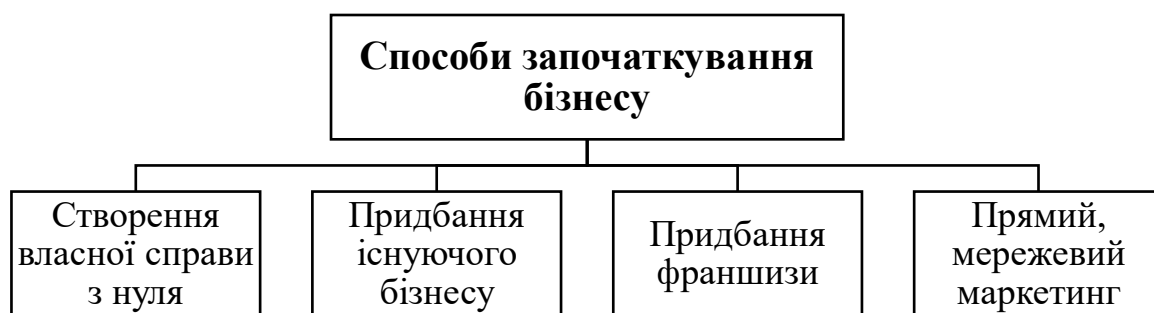 Способи започаткування
бізнесу
Створення
власної справи
з нуля
Придбання
існуючого
бізнесу
Придбання
франшизи
Прямий,
мережевий
маркетинг